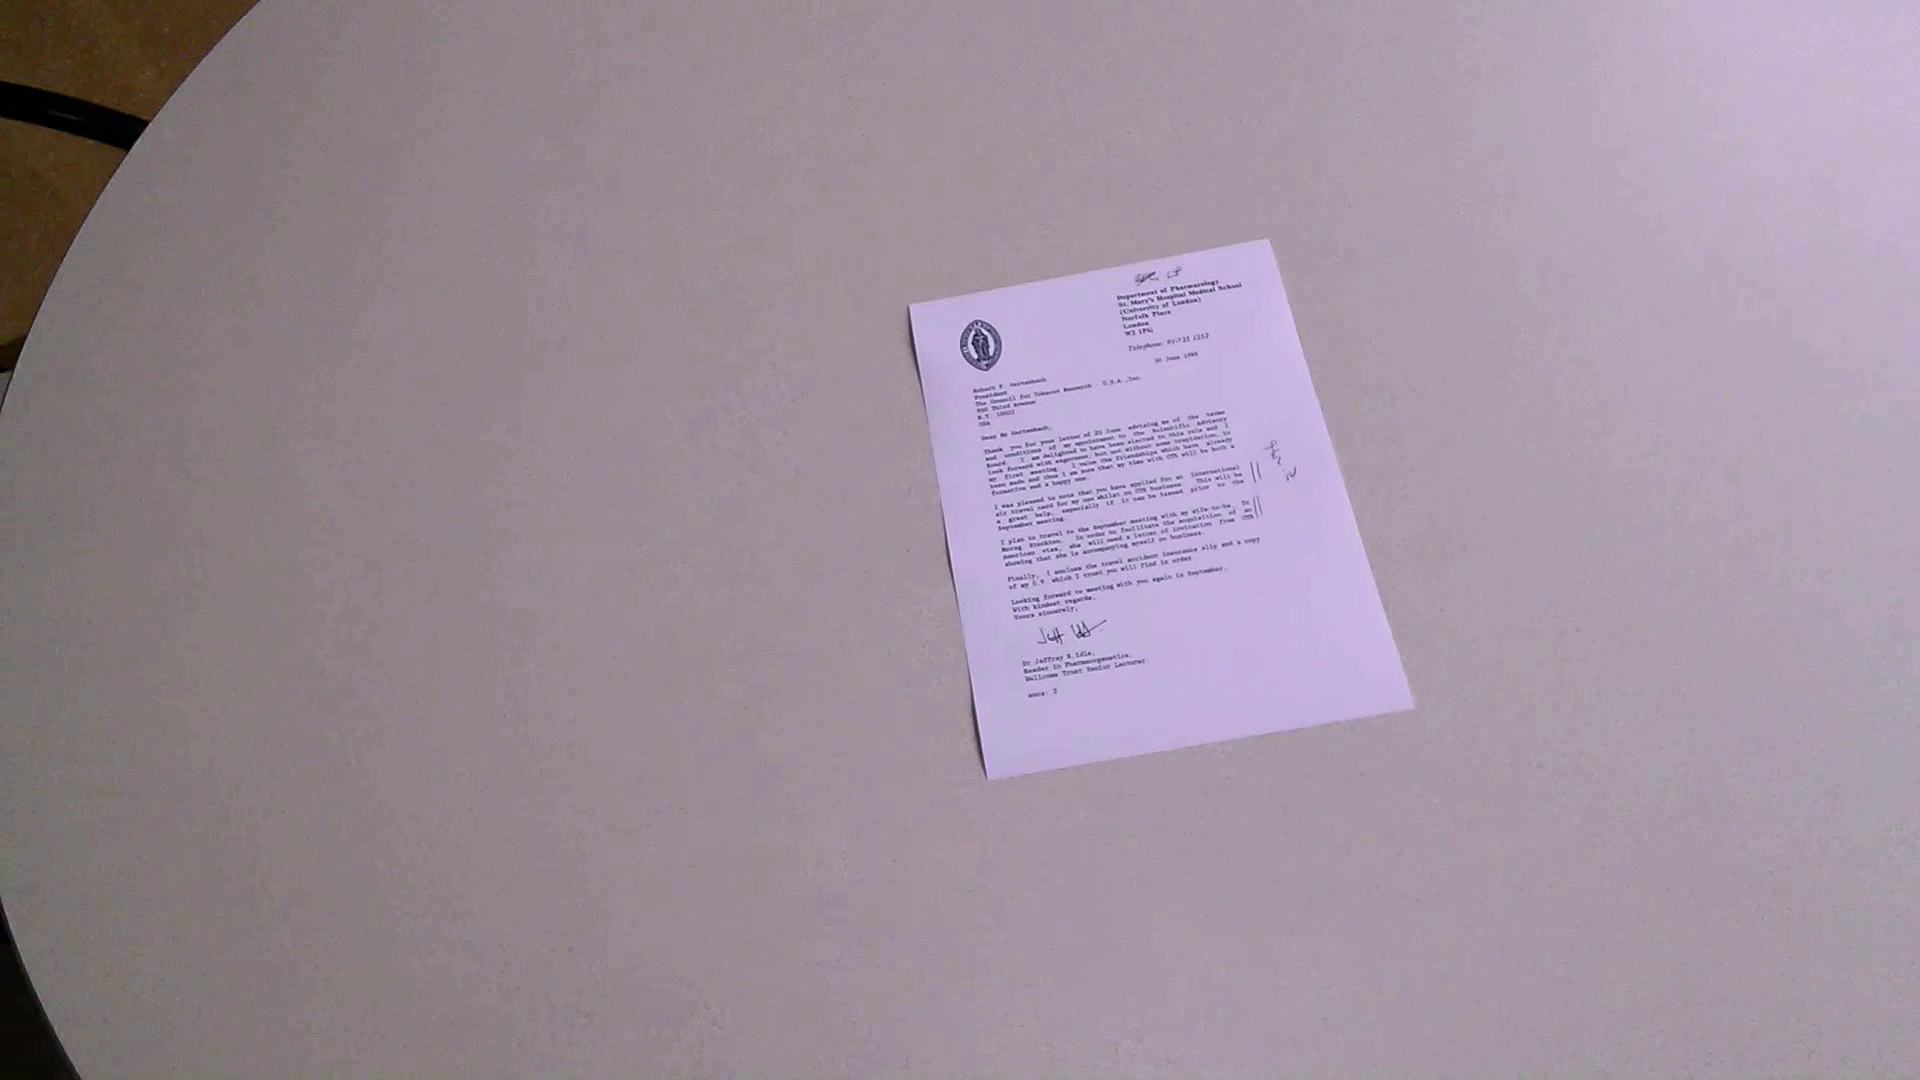 Department of Pharmacology
St. Mary's Hospital Medical School
(University of London)
Norfolk Place
London
W2 1PG
Telephone: 01-723 1252
30 June 1988
Robert F. Gertenbach
President
The Council for Tobacco Research - U.S.A.,Inc.
900 Third Avenue
N.Y. 10022
USA
Dear Mr Gertenbach,
Thank you for your letter of 20 June advising me of the terms
and conditions of my appointment to the Scientific Advisory
Board. I am delighted to have been elected to this role and I
look forward with eagerness, but not without some trepidation, to
my first meeting. I value the friendships which have already
been made and thus I am sure that my time with CTR will be both a
formative and a happy one.
I was pleased to note that you have applied for an international
air travel card for my use whilst on CTR business. This will be
a great help, especially if it can be issued prior to the
September meeting.
I plan to travel to the September meeting with my wife-to-be, Dr
Stockton. In order to facilitate the acquisition of an
American visa, she will need a letter of invitation from CTR
showing that she is accompanying myself on business.
Finally, I enclose the travel accident insurance slip and a copy
of my C.V. which I trust you will find in order.
Looking forward to meeting with you again in September,
With kindest regards,
Yours sincerely,
Dr Jeffrey R.Idle,
Reader in Pharmacogenetics,
Wellcome Trust Senior Lecturer
encs: 2